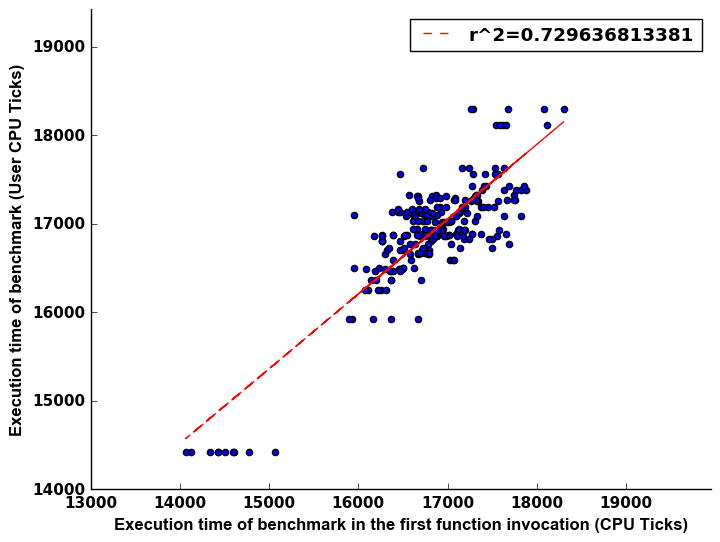 r^2=0.729636813381
Execution time of benchmark (User CPU Ticks)
19000
18000
17000
16000
15000
14000
13000 14000 15000 16000 17000 18000 19000
Execution time of benchmark in the first function invocation (CPU Ticks)